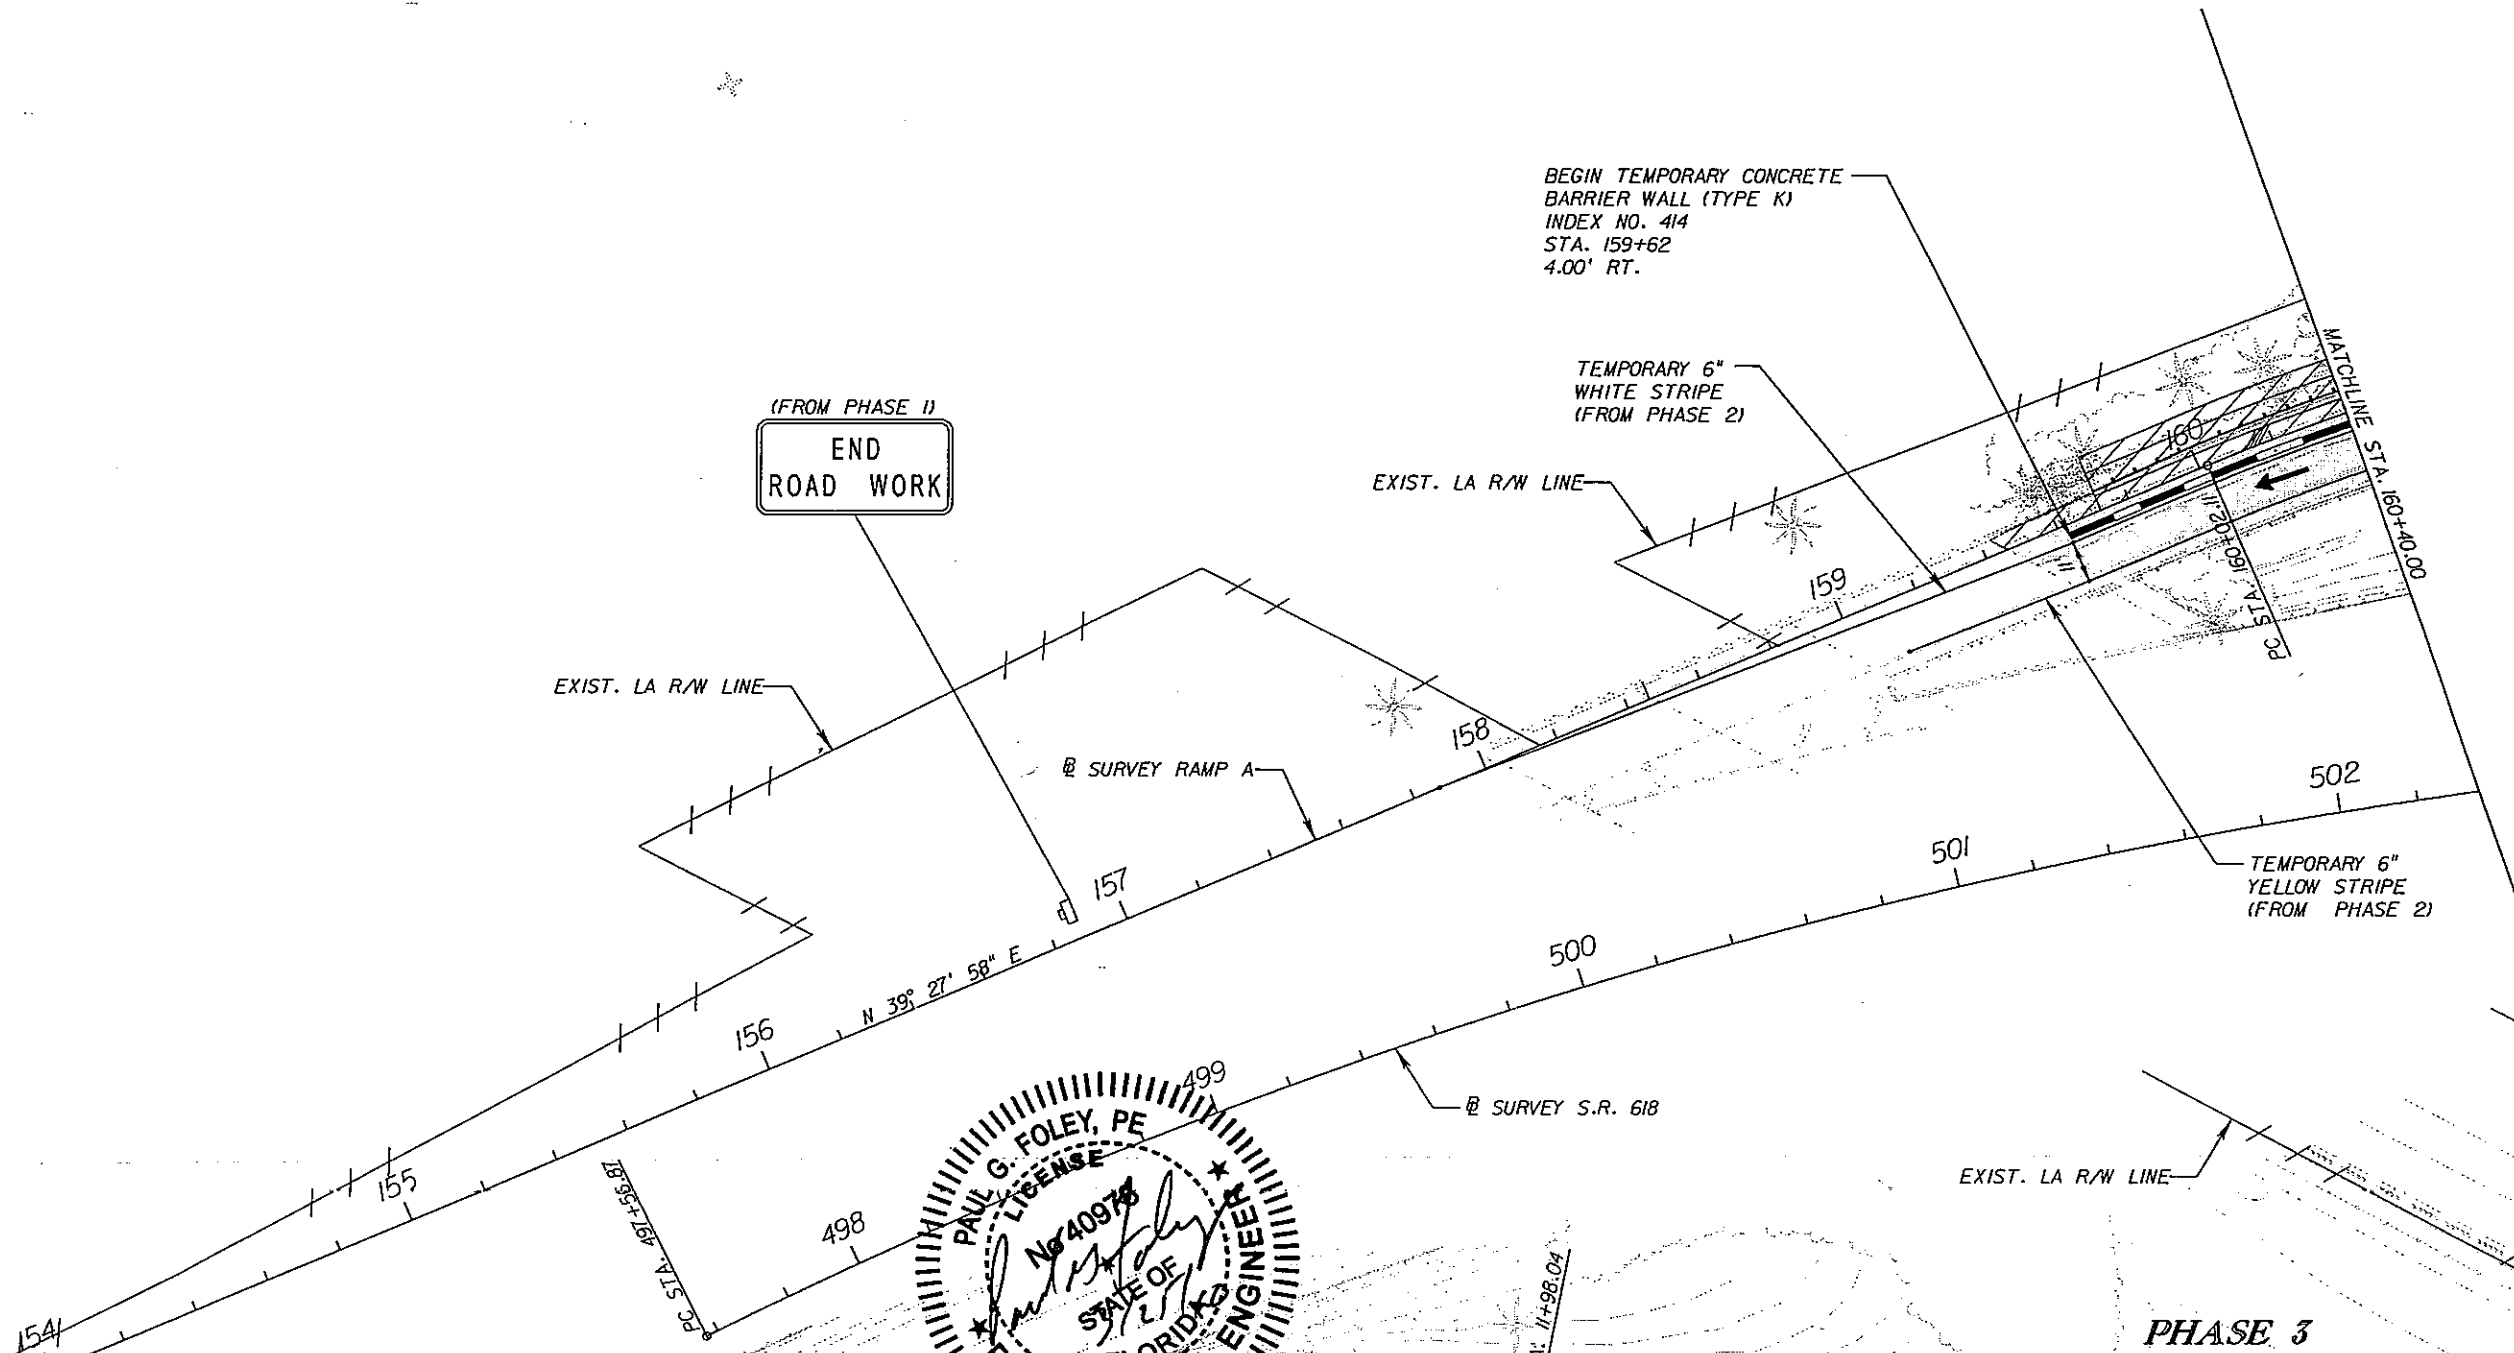 BEGIN TEMPORARY CONCRETE
BARRIER WALL (TYPE K)
INDEX NO. 414
STA. 159+62
4.00' RT.
TEMPORARY 6"
WHITE STRIPE
(FROM PHASE 2)
EXIST. LA R/W LINE
MATCHLINE STA. 160+40.00
160
PC STA. 160+02.11
11'
159
(FROM PHASE 1)
END
ROAD WORK
EXIST. LA R/W LINE
158
℄ SURVEY RAMP A
157
502
501
TEMPORARY 6"
YELLOW STRIPE
(FROM PHASE 2)
500
N 39° 27' 58" E
156
499
℄ SURVEY S.R. 618
155
PC STA. 497+56.87
498
PAUL G. FOLEY, PE
LICENSE
No 40978
STATE OF
FLORIDA
ENGINEER
EXIST. LA R/W LINE
11+98.04
154
PHASE 3